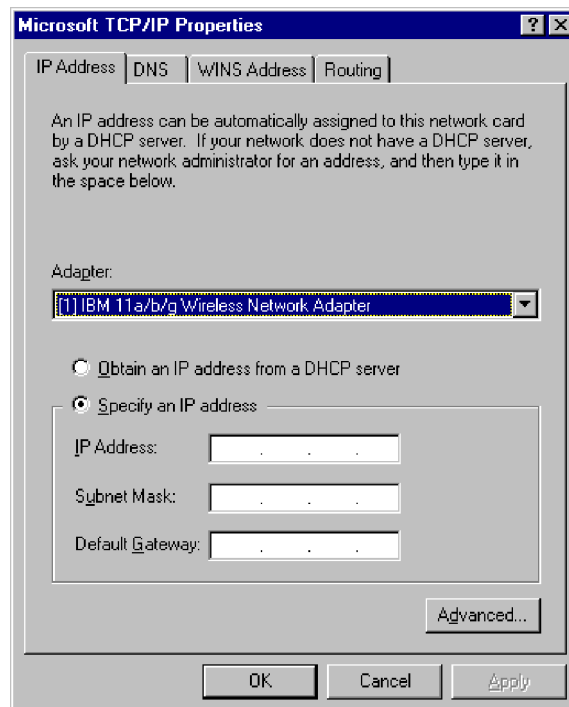 Microsoft TCP/IP Properties
IP Address DNS WINS Address Routing
An IP address can be automatically assigned to this network card
by a DHCP server. If your network does not have a DHCP server,
ask your network administrator for an address, and then type it in
the space below.
Adapter:
[1] IBM 11a/b/g Wireless Network Adapter
Obtain an IP address from a DHCP server
Specify an IP address
IP Address:
Subnet Mask:
Default Gateway:
Advanced...
OK Cancel Apply